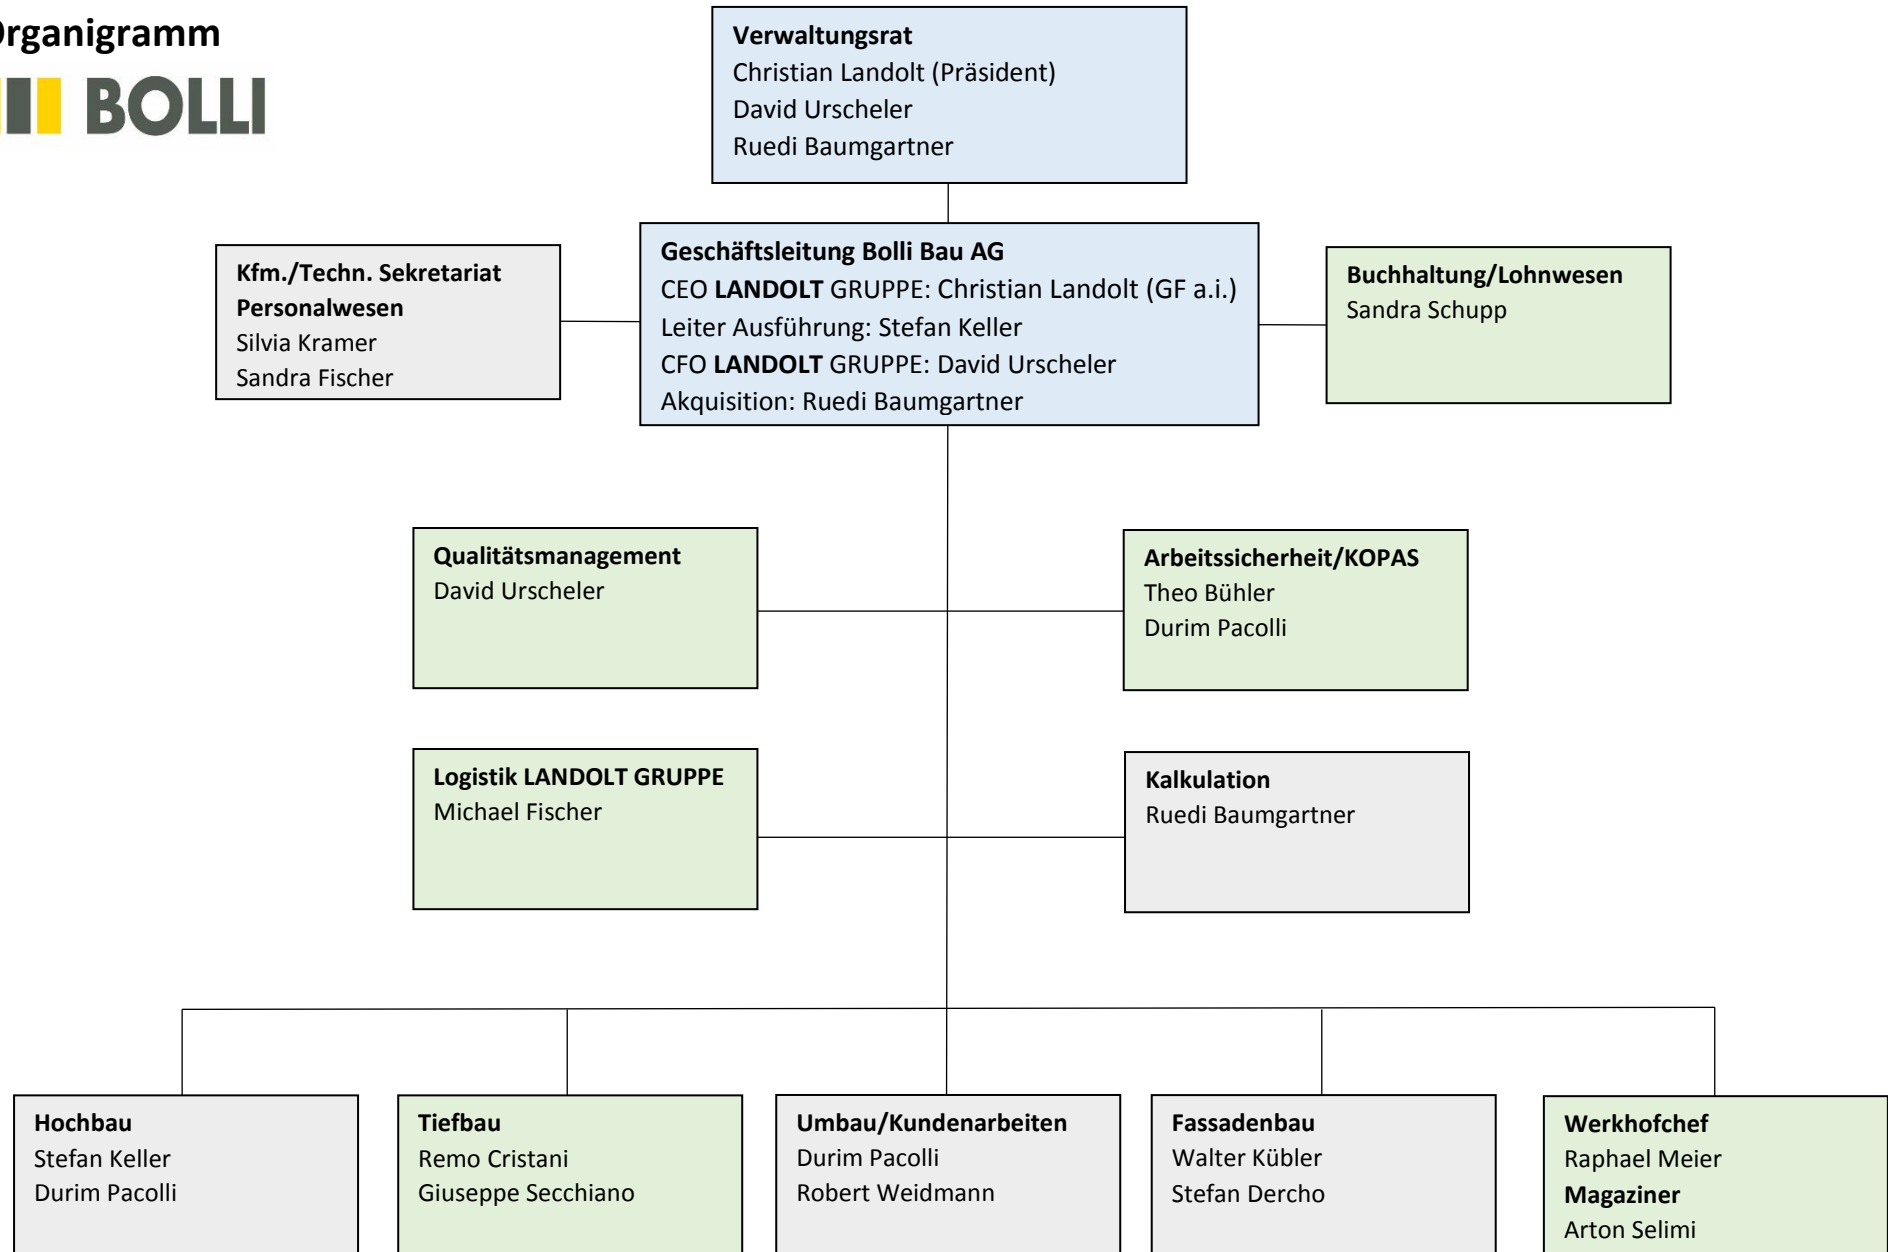 Organigramm
BOLLI
Verwaltungsrat
Christian Landolt (Präsident)
David Urscheler
Ruedi Baumgartner
Kfm./Techn. Sekretariat
Personalwesen
Silvia Kramer
Sandra Fischer
Geschäftsleitung Bolli Bau AG
CEO LANDOLT GRUPPE: Christian Landolt (GF a.i.)
Leiter Ausführung: Stefan Keller
CFO LANDOLT GRUPPE: David Urscheler
Akquisition: Ruedi Baumgartner
Buchhaltung/Lohnwesen
Sandra Schupp
Qualitätsmanagement
David Urscheler
Arbeitssicherheit/KOPAS
Theo Bühler
Durim Pacolli
Logistik LANDOLT GRUPPE
Michael Fischer
Kalkulation
Ruedi Baumgartner
Hochbau
Stefan Keller
Durim Pacolli
Tiefbau
Remo Cristani
Giuseppe Secchiano
Umbau/Kundenarbeiten
Durim Pacolli
Robert Weidmann
Fassadenbau
Walter Kübler
Stefan Dercho
Werkhofchef
Raphael Meier
Magaziner
Arton Selimi